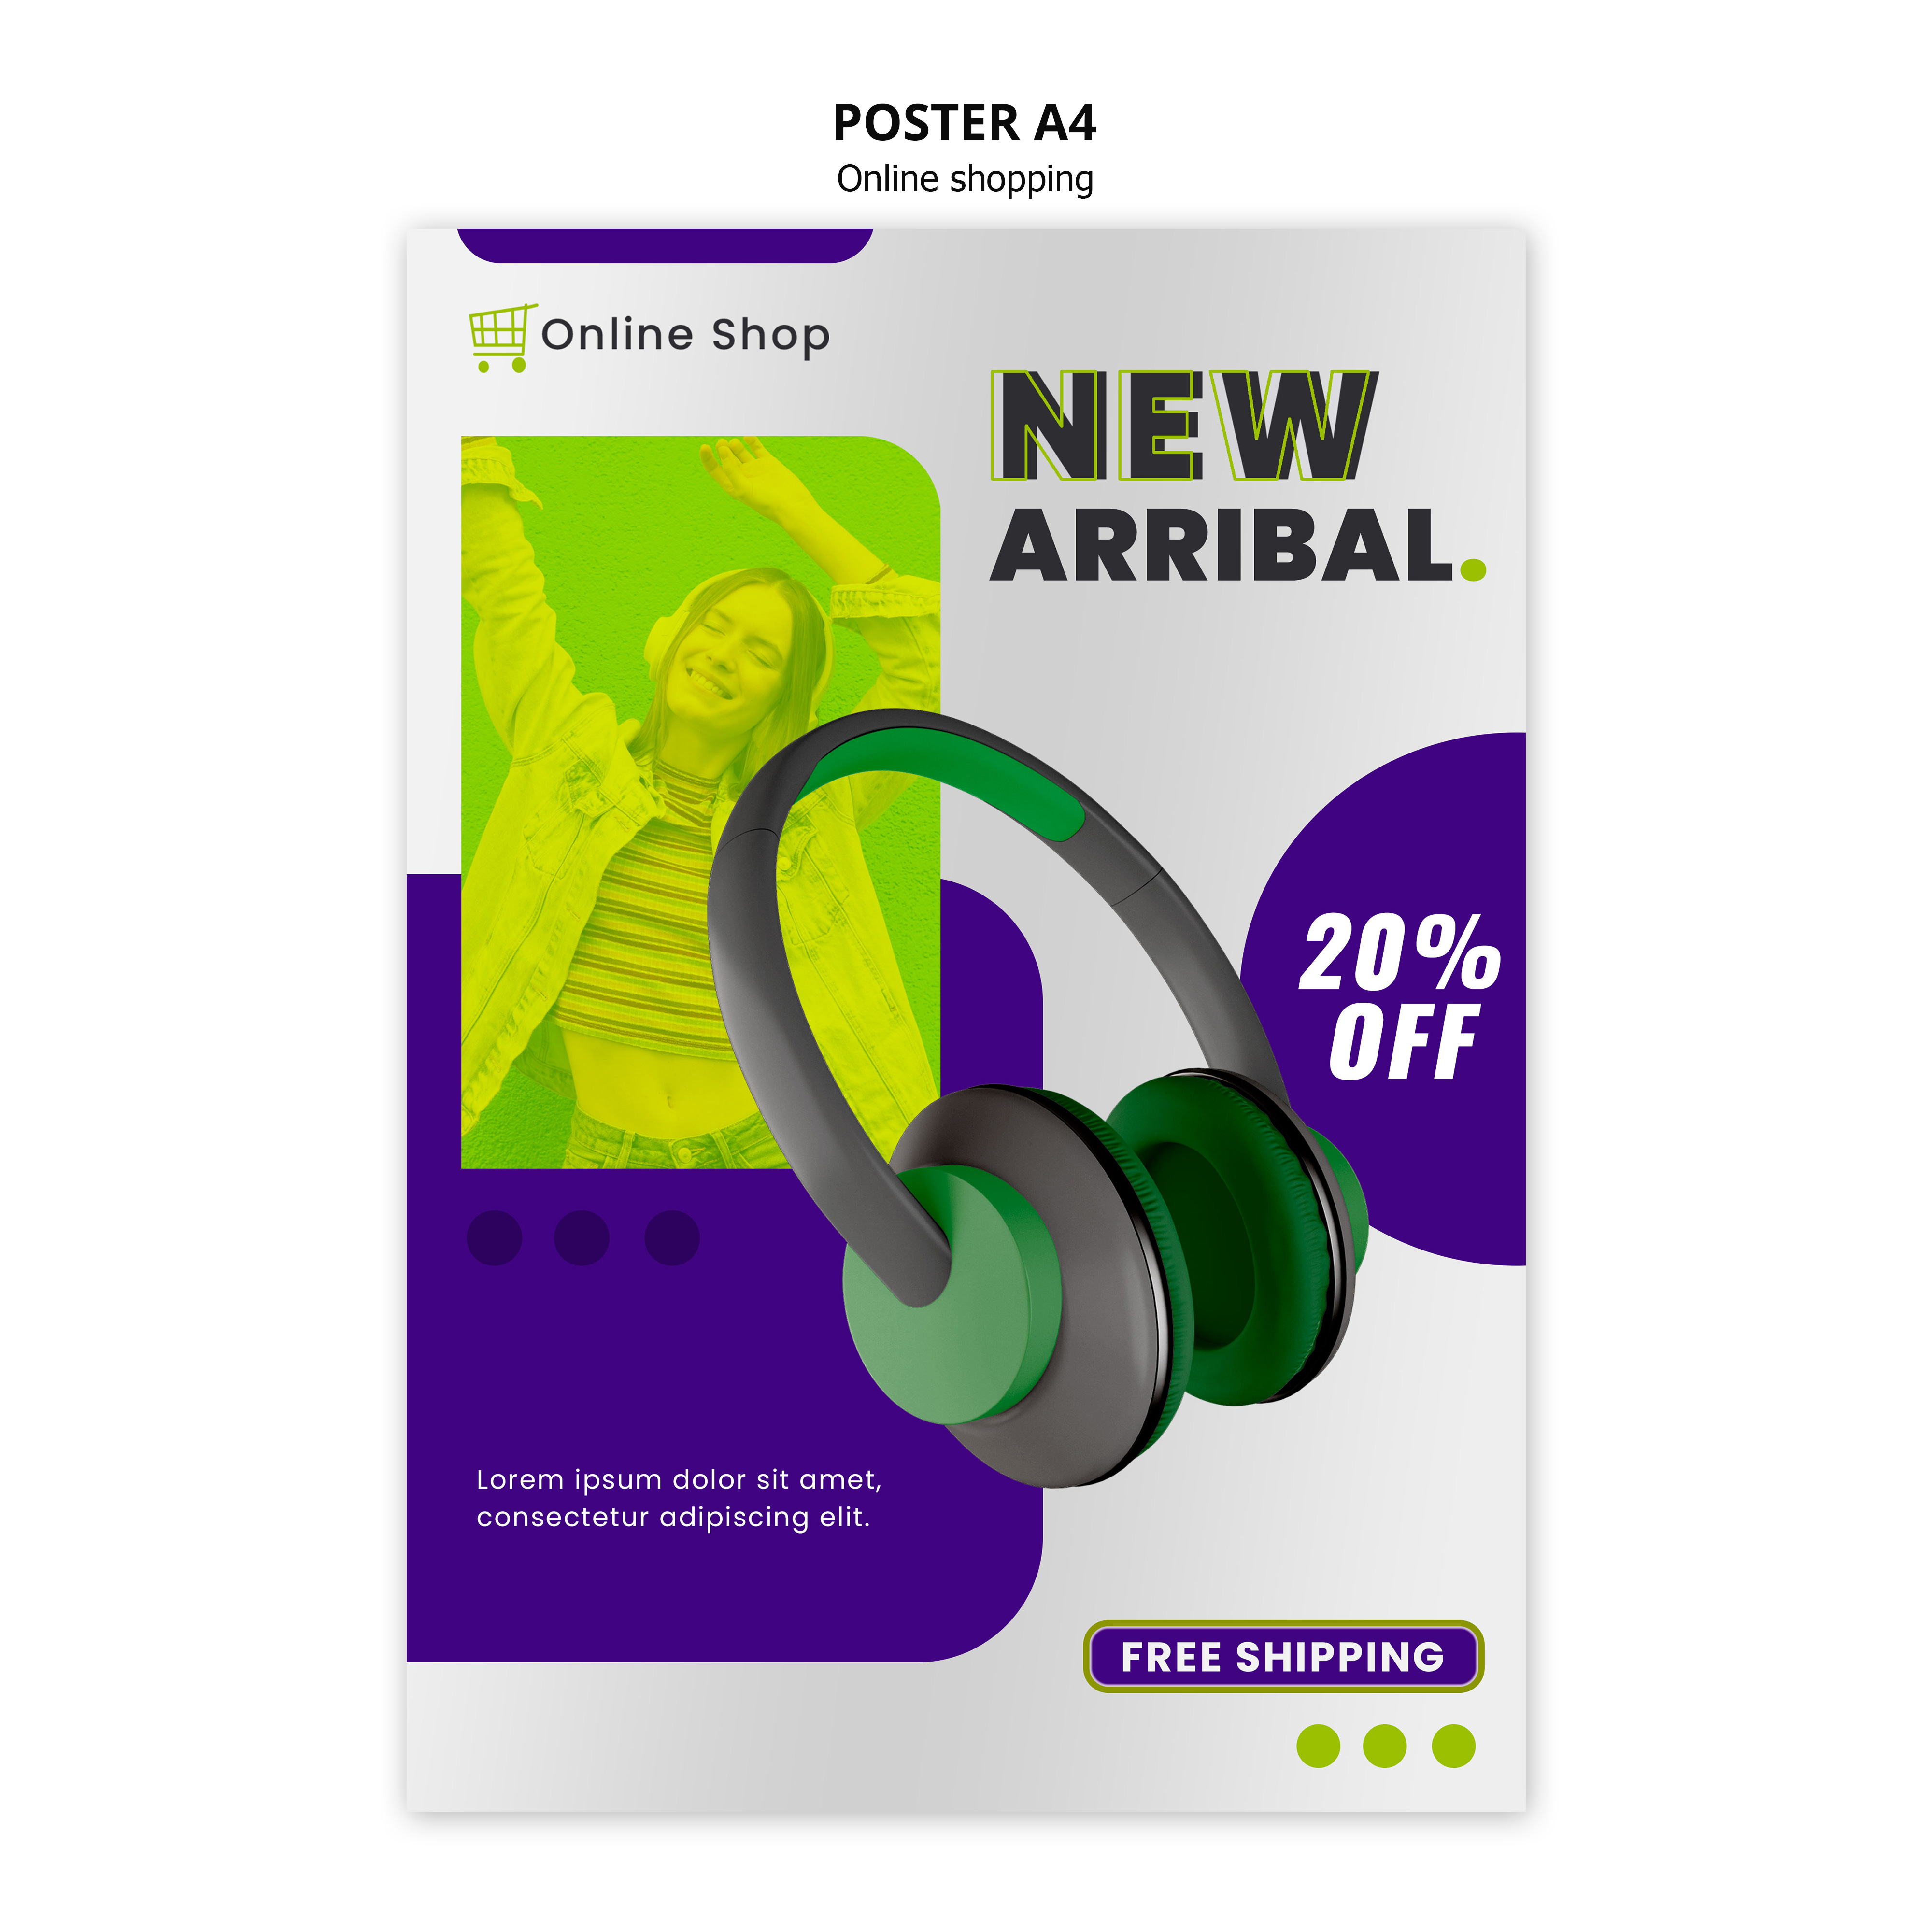 POSTER A4
Online shopping
Online Shop
NEW
ARRIBAL.
20%
OFF
Lorem ipsum dolor sit amet,
consectetur adipiscing elit.
FREE SHIPPING